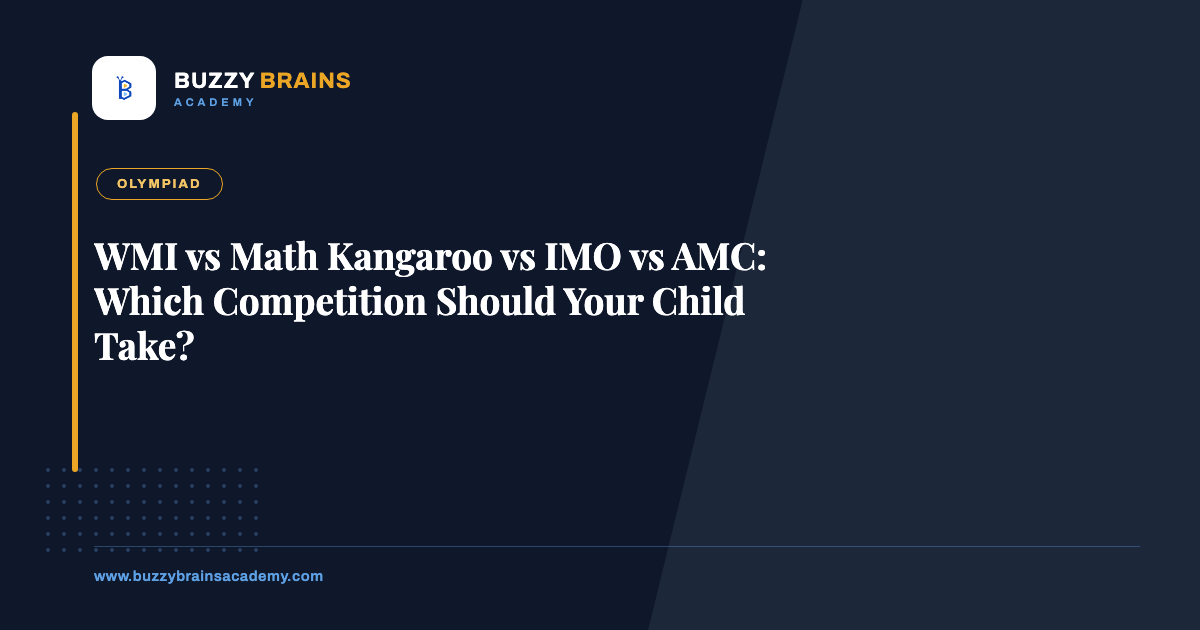 BUZZY BRAINS
ACADEMY
OLYMPIAD
WMI vs Math Kangaroo vs IMO vs AMC:
Which Competition Should Your Child
Take?
www.buzzybrainsacademy.com